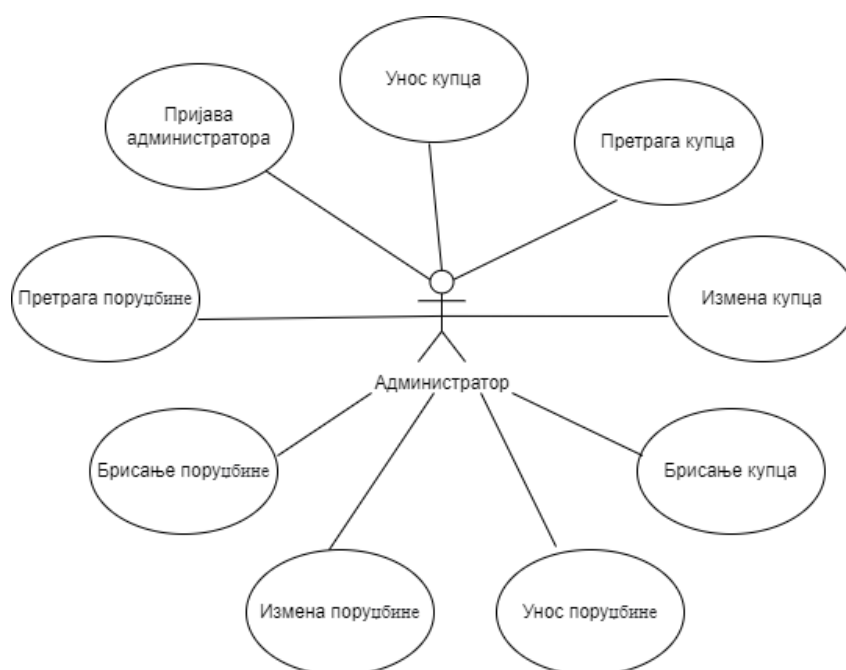 Унос купца
Пријава
администратора
Претрага купца
Претрага поруџбине
Измена купца
Администратор
Брисање поруџбине
Брисање купца
Измена поруџбине
Унос поруџбине